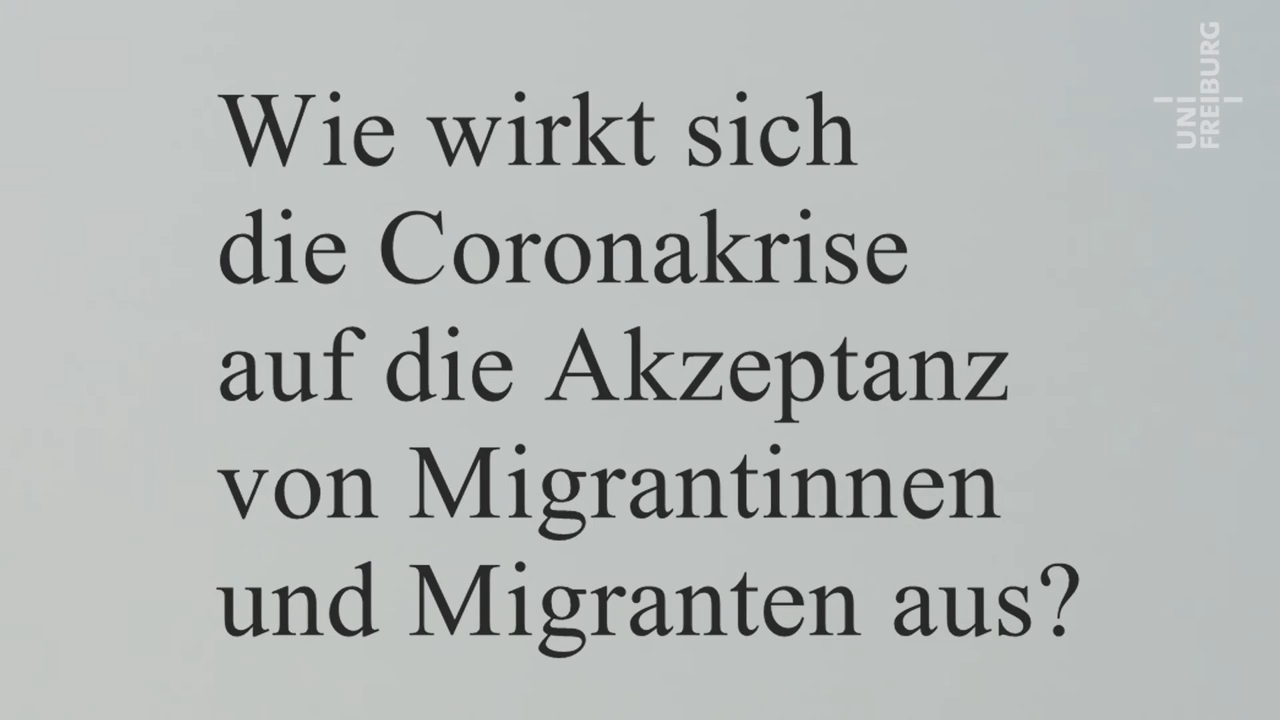 Wie wirkt sich
die Coronakrise
auf die Akzeptanz
von Migrantinnen
und Migranten aus?
UNI
FREIBURG